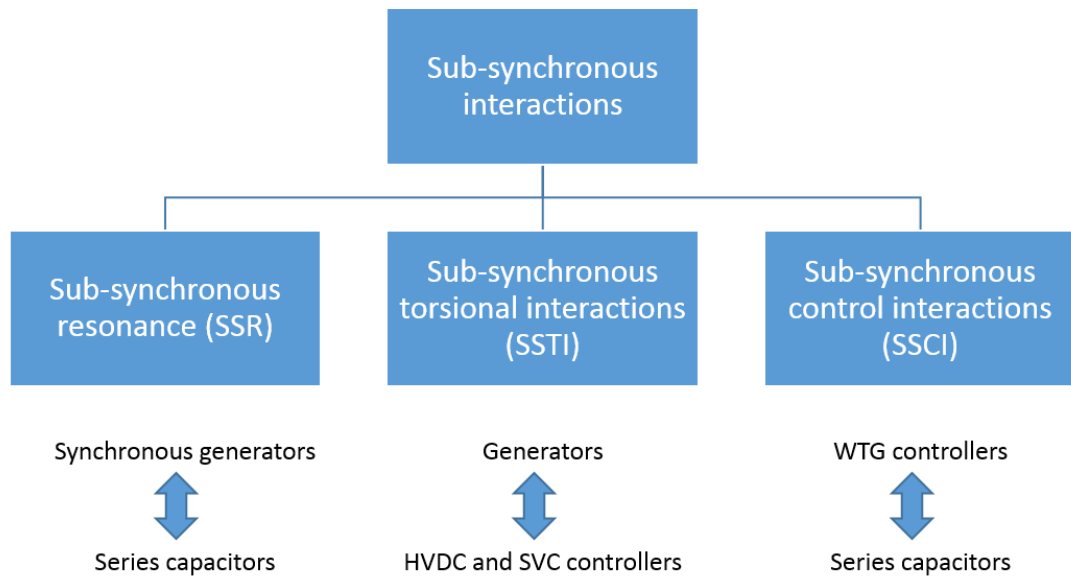 Sub-synchronous
interactions
Sub-synchronous
resonance (SSR)
Sub-synchronous
torsional interactions
(SSTI)
Sub-synchronous
control interactions
(SSCI)
Synchronous generators
Generators
WTG controllers
Series capacitors
HVDC and SVC controllers
Series capacitors